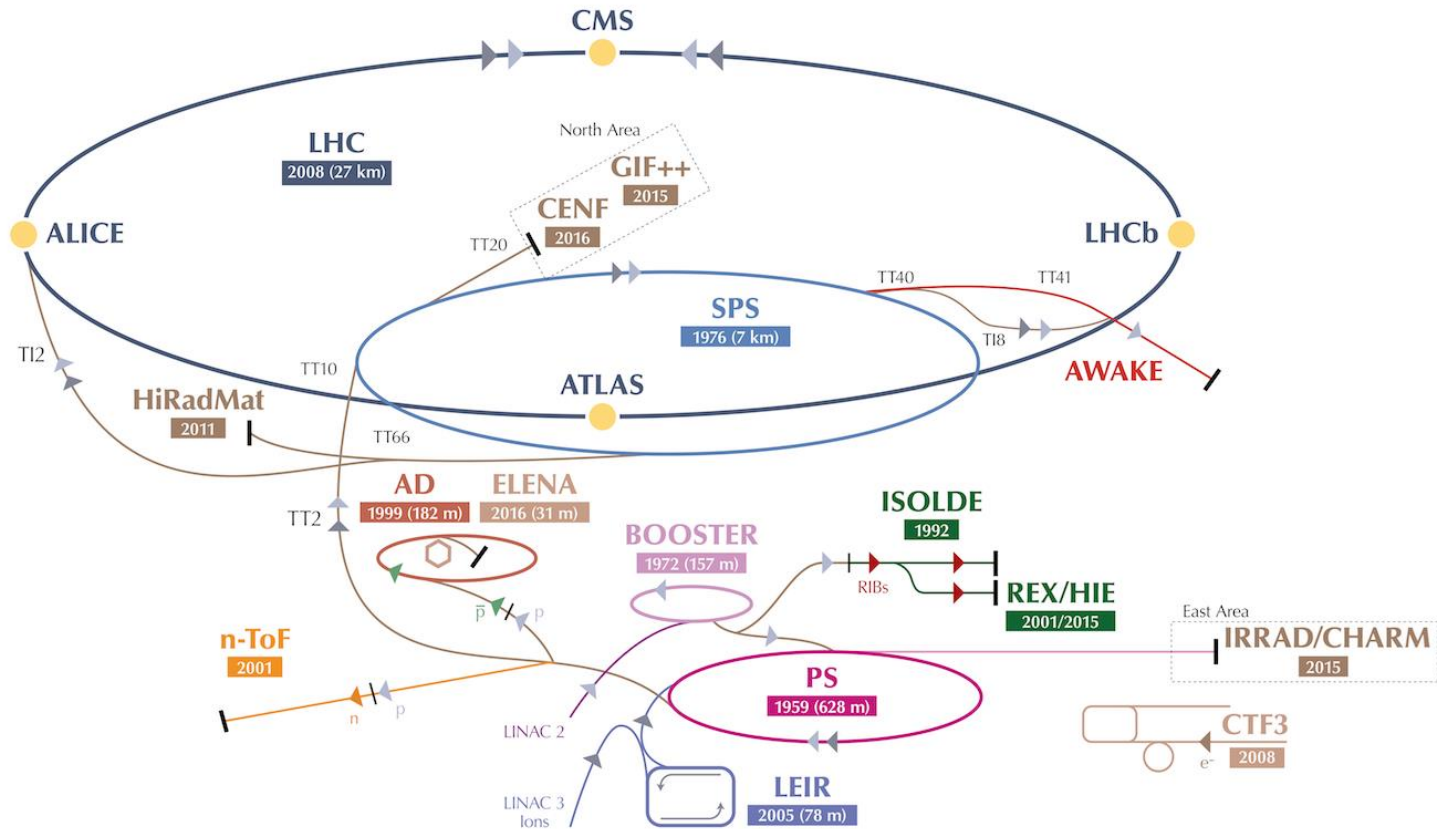 CMS
North Area
LHC
2008 (27 km)
GIF++
2015
CENF
2016
ALICE
LHCb
TT20
TT40
TT41
SPS
1976 (7 km)
TI8
TI2
TT10
ATLAS
AWAKE
HiRadMat
2011
TT66
AD
1999 (182 m)
ELENA
2016 (31 m)
TT2
ISOLDE
1992
BOOSTER
1972 (157 m)
RIBs
REX/HIE
2001/2015
p̅
p
East Area
IRRAD/CHARM
2015
n-ToF
2001
PS
1959 (628 m)
n
p
LINAC 2
CTF3
2008
e-
LEIR
2005 (78 m)
LINAC 3
Ions